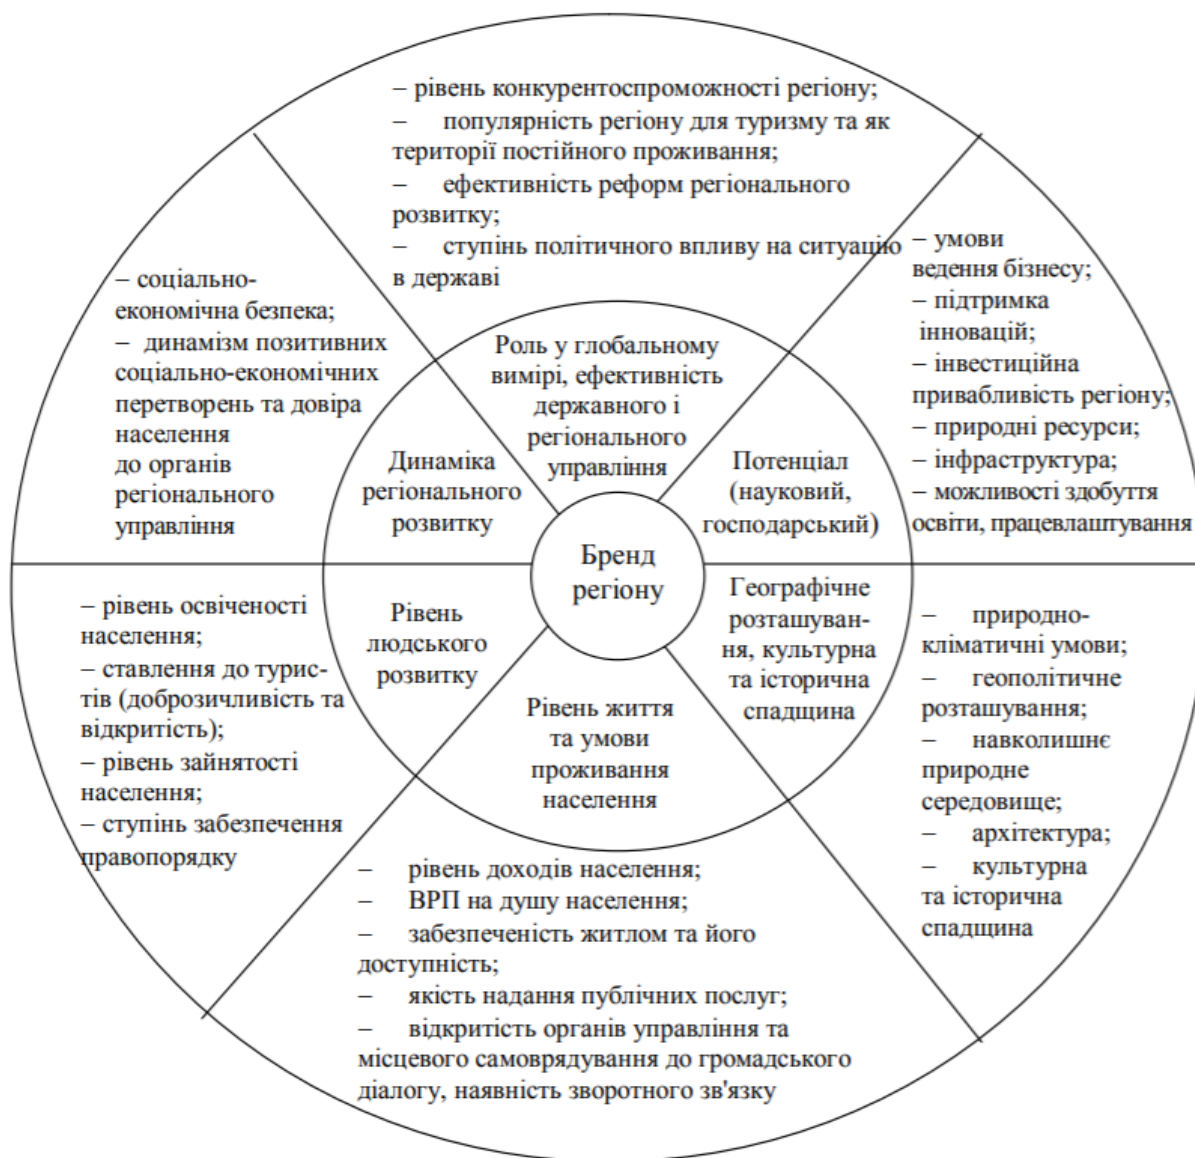 – рівень конкурентоспроможності регіону;
– популярність регіону для туризму та як
території постійного проживання;
– ефективність реформ регіонального
розвитку;
– ступінь політичного впливу на ситуацію
в державі
– умови
ведення бізнесу;
– підтримка
інновацій;
– інвестиційна
привабливість регіону;
– природні ресурси;
– інфраструктура;
– можливості здобуття
освіти, працевлаштування
– природно-
кліматичні умови;
– геополітичне
розташування;
– навколишнє
природне
середовище;
– архітектура;
– культурна
та історична
спадщина
– рівень доходів населення;
– ВРП на душу населення;
– забезпеченість житлом та його
доступність;
– якість надання публічних послуг;
– відкритість органів управління та
місцевого самоврядування до громадського
діалогу, наявність зворотного зв'язку
– рівень освіченості
населення;
– ставлення до турис-
тів (доброзичливість та
відкритість);
– рівень зайнятості
населення;
– ступінь забезпечення
правопорядку
– соціально-
економічна безпека;
– динамізм позитивних
соціально-економічних
перетворень та довіра
населення
до органів
регіонального
управління
Роль у глобальному
вимірі, ефективність
державного і
регіонального
управління
Потенціал
(науковий,
господарський)
Географічне
розташуван-
ня, культурна
та історична
спадщина
Рівень життя
та умови
проживання
населення
Рівень
людського
розвитку
Динаміка
регіонального
розвитку
Бренд
регіону